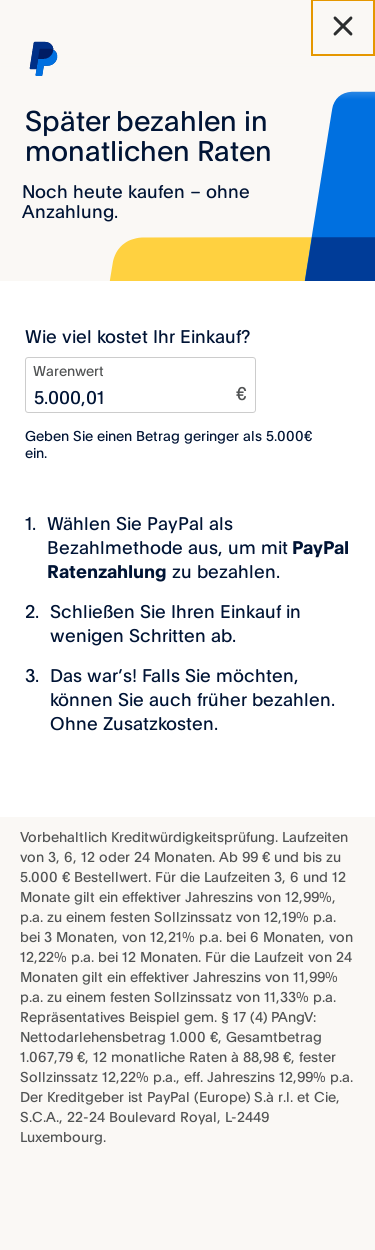 Später bezahlen in
monatlichen Raten
Noch heute kaufen – ohne
Anzahlung.
Wie viel kostet Ihr Einkauf?
Warenwert
5.000,01 €
Geben Sie einen Betrag geringer als 5.000€
ein.
1. Wählen Sie PayPal als
Bezahlmethode aus, um mit PayPal
Ratenzahlung zu bezahlen.
2. Schließen Sie Ihren Einkauf in
wenigen Schritten ab.
3. Das war’s! Falls Sie möchten,
können Sie auch früher bezahlen.
Ohne Zusatzkosten.
Vorbehaltlich Kreditwürdigkeitsprüfung. Laufzeiten
von 3, 6, 12 oder 24 Monaten. Ab 99 € und bis zu
5.000 € Bestellwert. Für die Laufzeiten 3, 6 und 12
Monate gilt ein effektiver Jahreszins von 12,99%,
p.a. zu einem festen Sollzinssatz von 12,19% p.a.
bei 3 Monaten, von 12,21% p.a. bei 6 Monaten, von
12,22% p.a. bei 12 Monaten. Für die Laufzeit von 24
Monaten gilt ein effektiver Jahreszins von 11,99%
p.a. zu einem festen Sollzinssatz von 11,33% p.a.
Repräsentatives Beispiel gem. § 17 (4) PAngV:
Nettodarlehensbetrag 1.000 €, Gesamtbetrag
1.067,79 €, 12 monatliche Raten à 88,98 €, fester
Sollzinssatz 12,22% p.a., eff. Jahreszins 12,99% p.a.
Der Kreditgeber ist PayPal (Europe) S.à r.l. et Cie,
S.C.A., 22-24 Boulevard Royal, L-2449
Luxembourg.